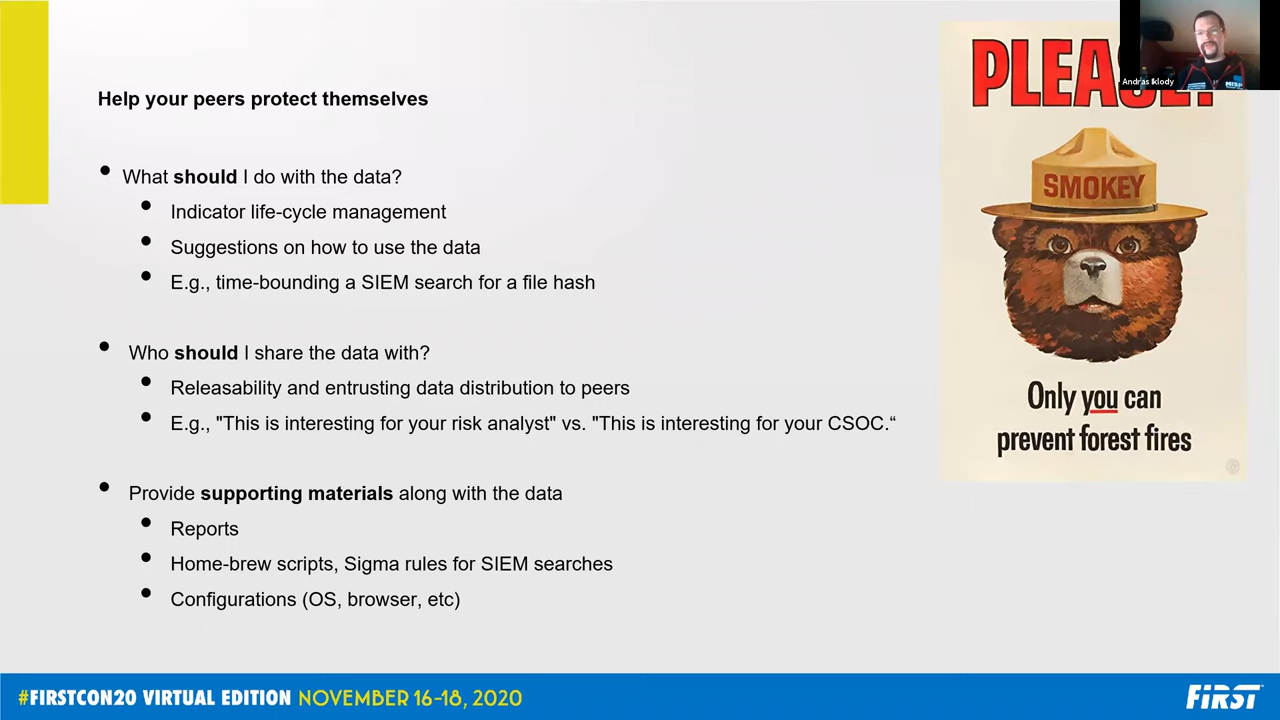 Help your peers protect themselves
• What should I do with the data?
• Indicator life-cycle management
• Suggestions on how to use the data
• E.g., time-bounding a SIEM search for a file hash
• Who should I share the data with?
• Releasability and entrusting data distribution to peers
• E.g., "This is interesting for your risk analyst" vs. "This is interesting for your CSOC.“
• Provide supporting materials along with the data
• Reports
• Home-brew scripts, Sigma rules for SIEM searches
• Configurations (OS, browser, etc)
Andras Iklody
MISP
SMOKEY
Only you can
prevent forest fires
#FIRSTCON20 VIRTUAL EDITION NOVEMBER 16-18, 2020
FIRST